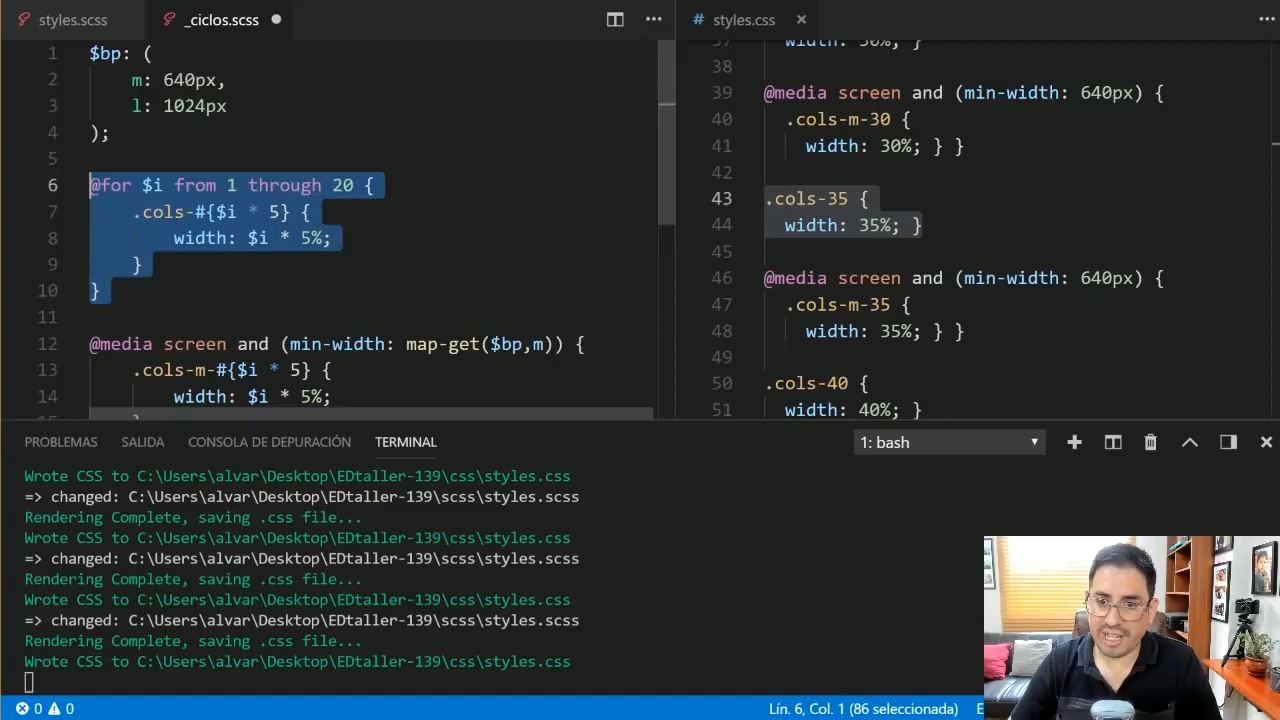 styles.scss
_ciclos.scss
styles.css
1 $bp: (
2 m: 640px,
3 l: 1024px
4 );
5
6 @for $i from 1 through 20 {
7 .cols-#{$i * 5} {
8 width: $i * 5%;
9 }
10 }
11
12 @media screen and (min-width: map-get($bp,m)) {
13 .cols-m-#{$i * 5} {
14 width: $i * 5%;
37 width: 30%; }
38
39 @media screen and (min-width: 640px) {
40 .cols-m-30 {
41 width: 30%; } }
42
43 .cols-35 {
44 width: 35%; }
45
46 @media screen and (min-width: 640px) {
47 .cols-m-35 {
48 width: 35%; } }
49
50 .cols-40 {
51 width: 40%; }
PROBLEMAS SALIDA CONSOLA DE DEPURACIÓN TERMINAL 1: bash
Wrote CSS to C:\Users\alvar\Desktop\EDtaller-139\css\styles.css
=> changed: C:\Users\alvar\Desktop\EDtaller-139\scss\styles.scss
Rendering Complete, saving .css file...
Wrote CSS to C:\Users\alvar\Desktop\EDtaller-139\css\styles.css
=> changed: C:\Users\alvar\Desktop\EDtaller-139\scss\styles.scss
Rendering Complete, saving .css file...
Wrote CSS to C:\Users\alvar\Desktop\EDtaller-139\css\styles.css
=> changed: C:\Users\alvar\Desktop\EDtaller-139\scss\styles.scss
Rendering Complete, saving .css file...
Wrote CSS to C:\Users\alvar\Desktop\EDtaller-139\css\styles.css
0 0 Lín. 6, Col. 1 (86 seleccionada)